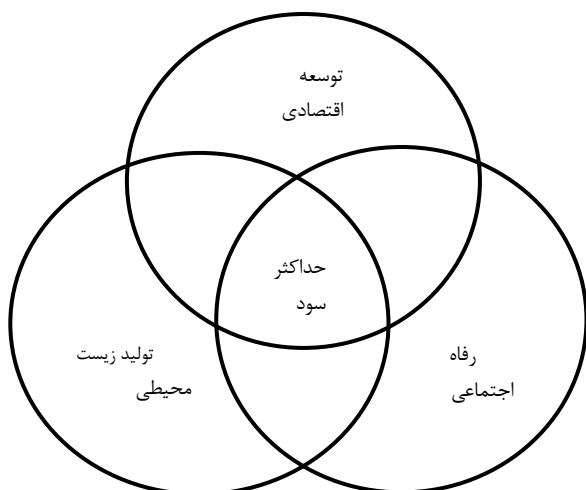 توسعه
اقتصادی
حداکثر
سود
رفاه
اجتماعی
تولید زیست
محیطی